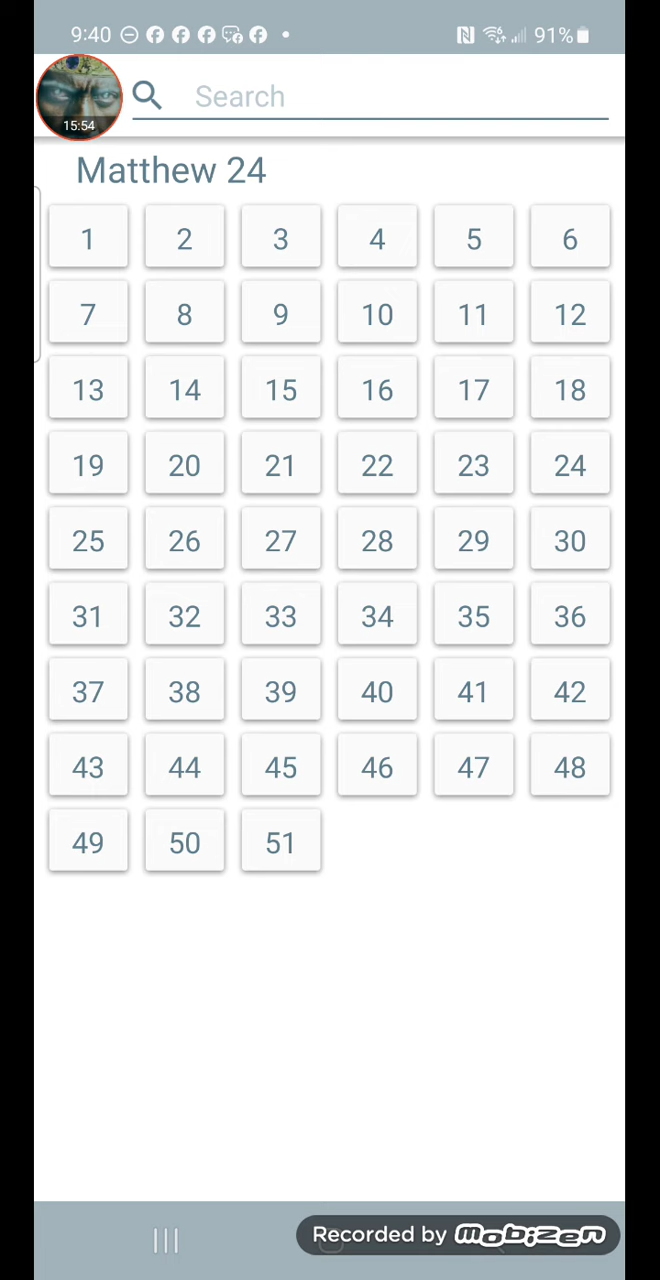 9:40 91%
15:54
Search
Matthew 24
1 2 3 4 5 6
7 8 9 10 11 12
13 14 15 16 17 18
19 20 21 22 23 24
25 26 27 28 29 30
31 32 33 34 35 36
37 38 39 40 41 42
43 44 45 46 47 48
49 50 51
Recorded by mobizen